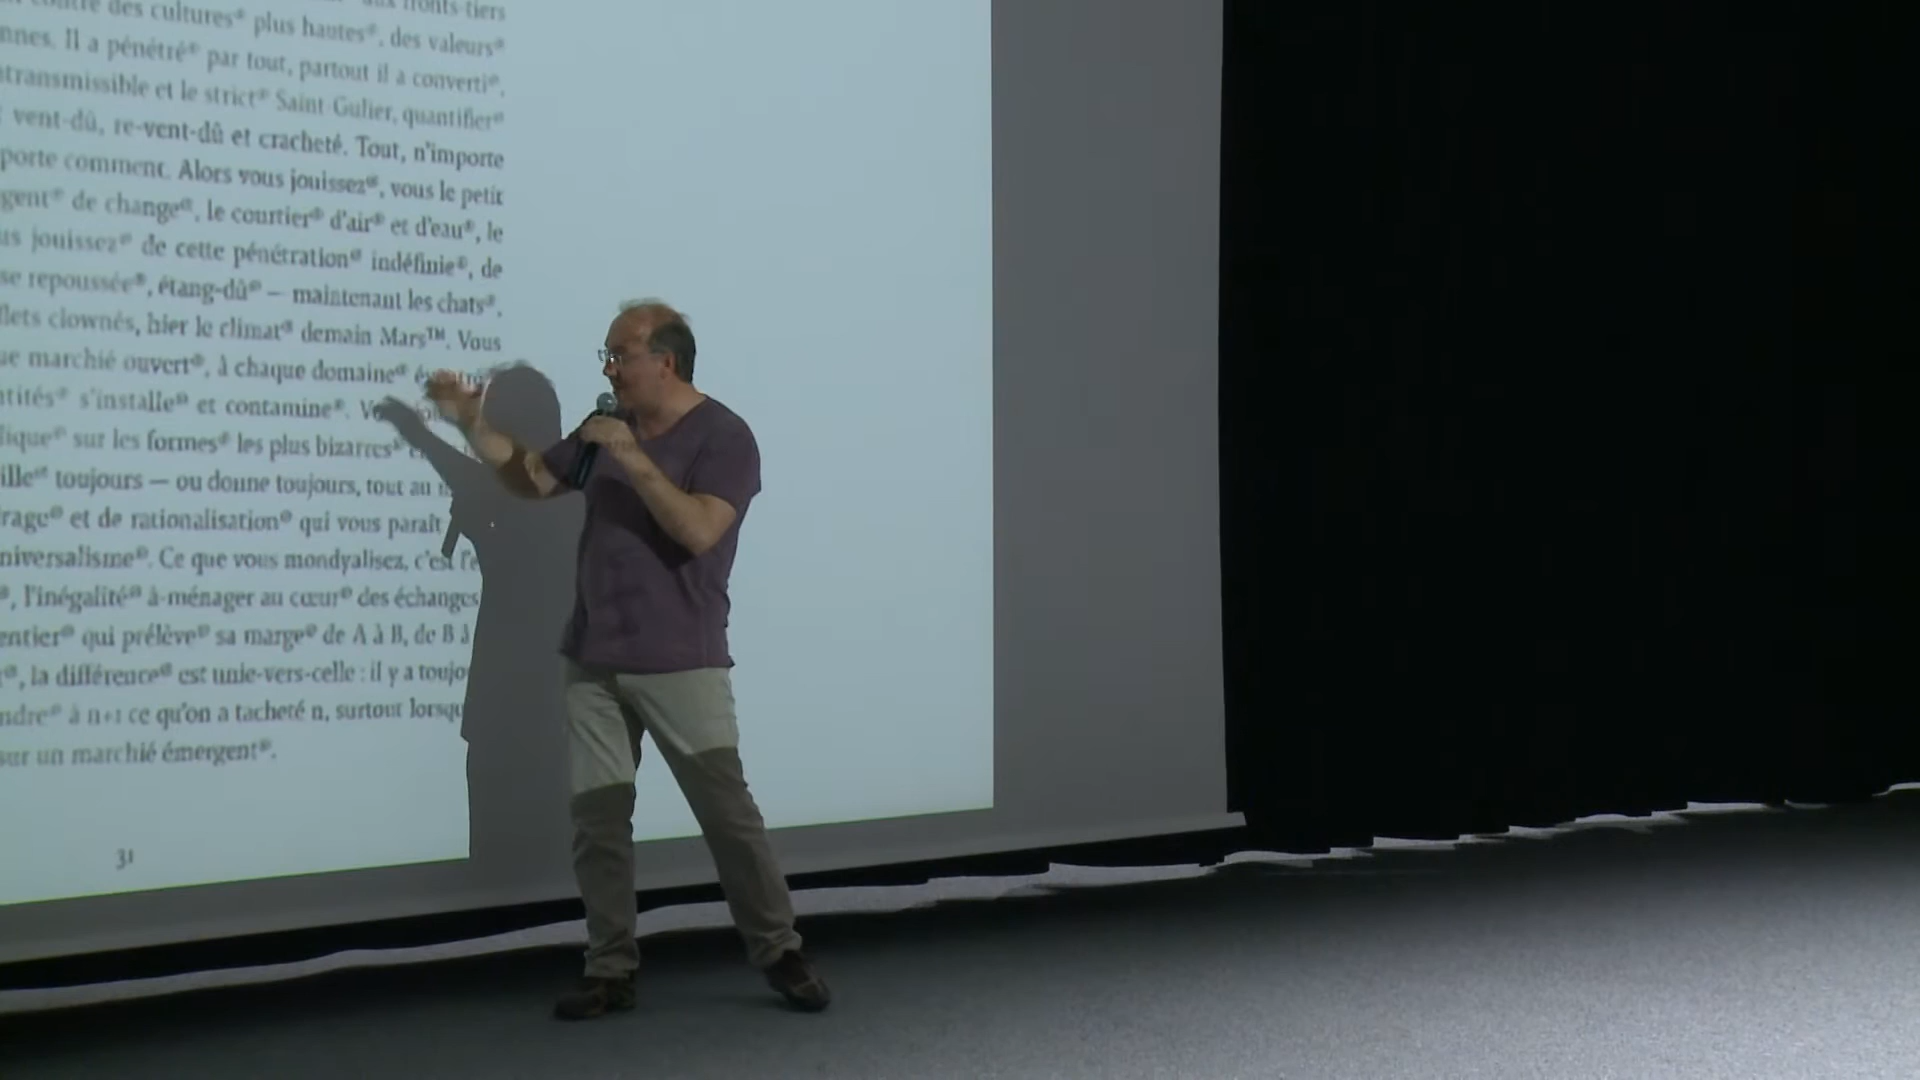 des cultures® plus hautes®, des valeurs®
nnes. Il a pénétré® par tout, partout il a converti®.
transmissible et le strict® Saint-Gulier, quantifier®
vent-dû, re-vent-dû et cracheté. Tout, n'importe
porte comment. Alors vous jouissez®, vous le petit
gent® de change®, le courtier® d'air® et d'eau®, le
us jouissez® de cette pénétration® indéfinie®, de
se repoussée®, étang-dû® — maintenant les chats®,
flets clownés, hier le climat® demain Mars™. Vous
ue marchié ouvert®, à chaque domaine®
ntités® s'installe® et contamine®.
lique® sur les formes® les plus bizarres®
ille® toujours — ou donne toujours, tout au
rage® et de rationalisation® qui vous paraît
niversalisme®. Ce que vous mondyalisez, c'est l'e
®, l'inégalité® à-ménager au cœur® des échanges
entier® qui prélève® sa marge® de A à B, de B à
®, la différence® est unie-vers-celle : il y a toujo
ndre® à n+1 ce qu'on a tacheté n, surtout lorsqu
sur un marchié émergent®.
31